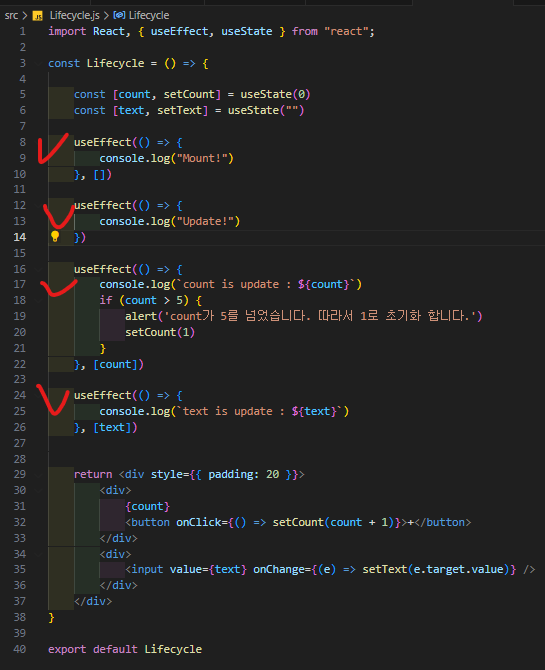 src > JS Lifecycle.js > Lifecycle
1 import React, { useEffect, useState } from "react";
2
3 const Lifecycle = () => {
4
5 const [count, setCount] = useState(0)
6 const [text, setText] = useState("")
7
8 useEffect(() => {
9 console.log("Mount!")
10 }, [])
11
12 useEffect(() => {
13 console.log("Update!")
14 })
15
16 useEffect(() => {
17 console.log(`count is update : ${count}`)
18 if (count > 5) {
19 alert('count가 5를 넘었습니다. 따라서 1로 초기화 합니다.')
20 setCount(1)
21 }
22 }, [count])
23
24 useEffect(() => {
25 console.log(`text is update : ${text}`)
26 }, [text])
27
28
29 return <div style={{ padding: 20 }}>
30 <div>
31 {count}
32 <button onClick={() => setCount(count + 1)}>+</button>
33 </div>
34 <div>
35 <input value={text} onChange={(e) => setText(e.target.value)} />
36 </div>
37 </div>
38 }
39
40 export default Lifecycle